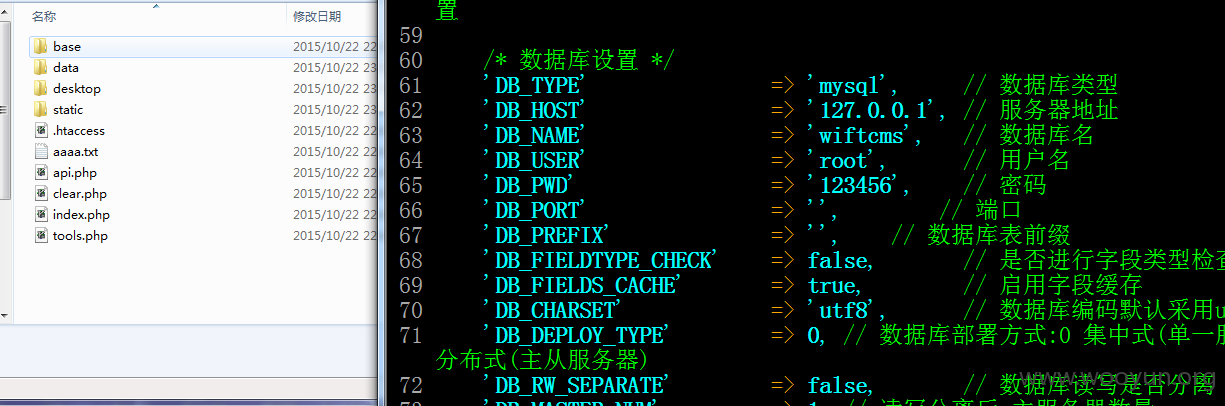 名称 修改日期
base 2015/10/22 22
data 2015/10/22 23
desktop 2015/10/22 23
static 2015/10/22 23
.htaccess 2015/10/22 22
aaaa.txt 2015/10/22 22
api.php 2015/10/22 22
clear.php 2015/10/22 22
index.php 2015/10/22 22
tools.php 2015/10/22 22
置
59
60 /* 数据库设置 */
61 'DB_TYPE' => 'mysql', // 数据库类型
62 'DB_HOST' => '127.0.0.1', // 服务器地址
63 'DB_NAME' => 'wiftcms', // 数据库名
64 'DB_USER' => 'root', // 用户名
65 'DB_PWD' => '123456', // 密码
66 'DB_PORT' => '', // 端口
67 'DB_PREFIX' => '', // 数据库表前缀
68 'DB_FIELDTYPE_CHECK' => false, // 是否进行字段类型检查
69 'DB_FIELDS_CACHE' => true, // 启用字段缓存
70 'DB_CHARSET' => 'utf8', // 数据库编码默认采用u
71 'DB_DEPLOY_TYPE' => 0, // 数据库部署方式:0 集中式(单一服
分布式(主从服务器)
72 'DB_RW_SEPARATE' => false, // 数据库读写是否分离
www.wooyun.org